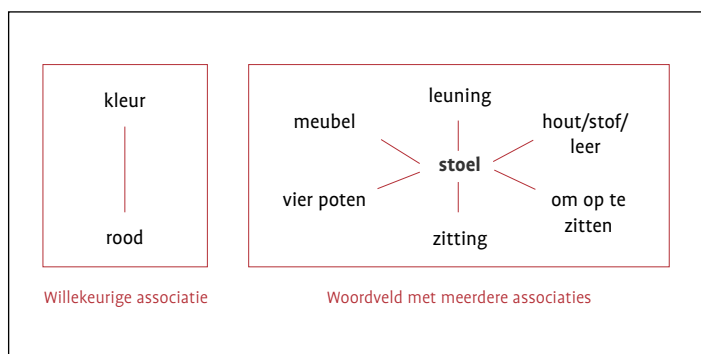 kleur
rood
Willekeurige associatie
leuning
meubel
hout/stof/
leer
stoel
vier poten
om op te
zitten
zitting
Woordveld met meerdere associaties